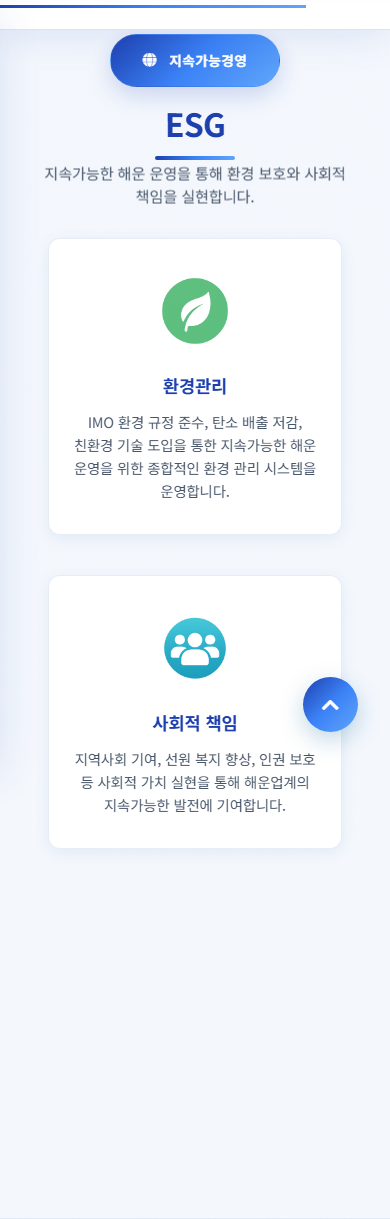 지속가능경영
ESG
지속가능한 해운 운영을 통해 환경 보호와 사회적
책임을 실현합니다.
환경관리
IMO 환경 규정 준수, 탄소 배출 저감,
친환경 기술 도입을 통한 지속가능한 해운
운영을 위한 종합적인 환경 관리 시스템을
운영합니다.
사회적 책임
지역사회 기여, 선원 복지 향상, 인권 보호
등 사회적 가치 실현을 통해 해운업계의
지속가능한 발전에 기여합니다.